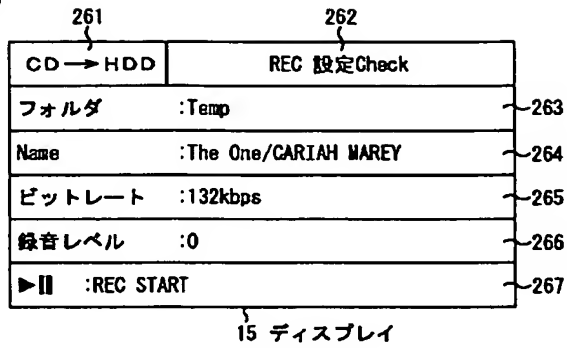 261 262
CD→HDD REC 設定Check
フォルダ :Temp 263
Name :The One/CARIAH MAREY 264
ビットレート :132kbps 265
録音レベル :0 266
▶II :REC START 267
15 ディスプレイ